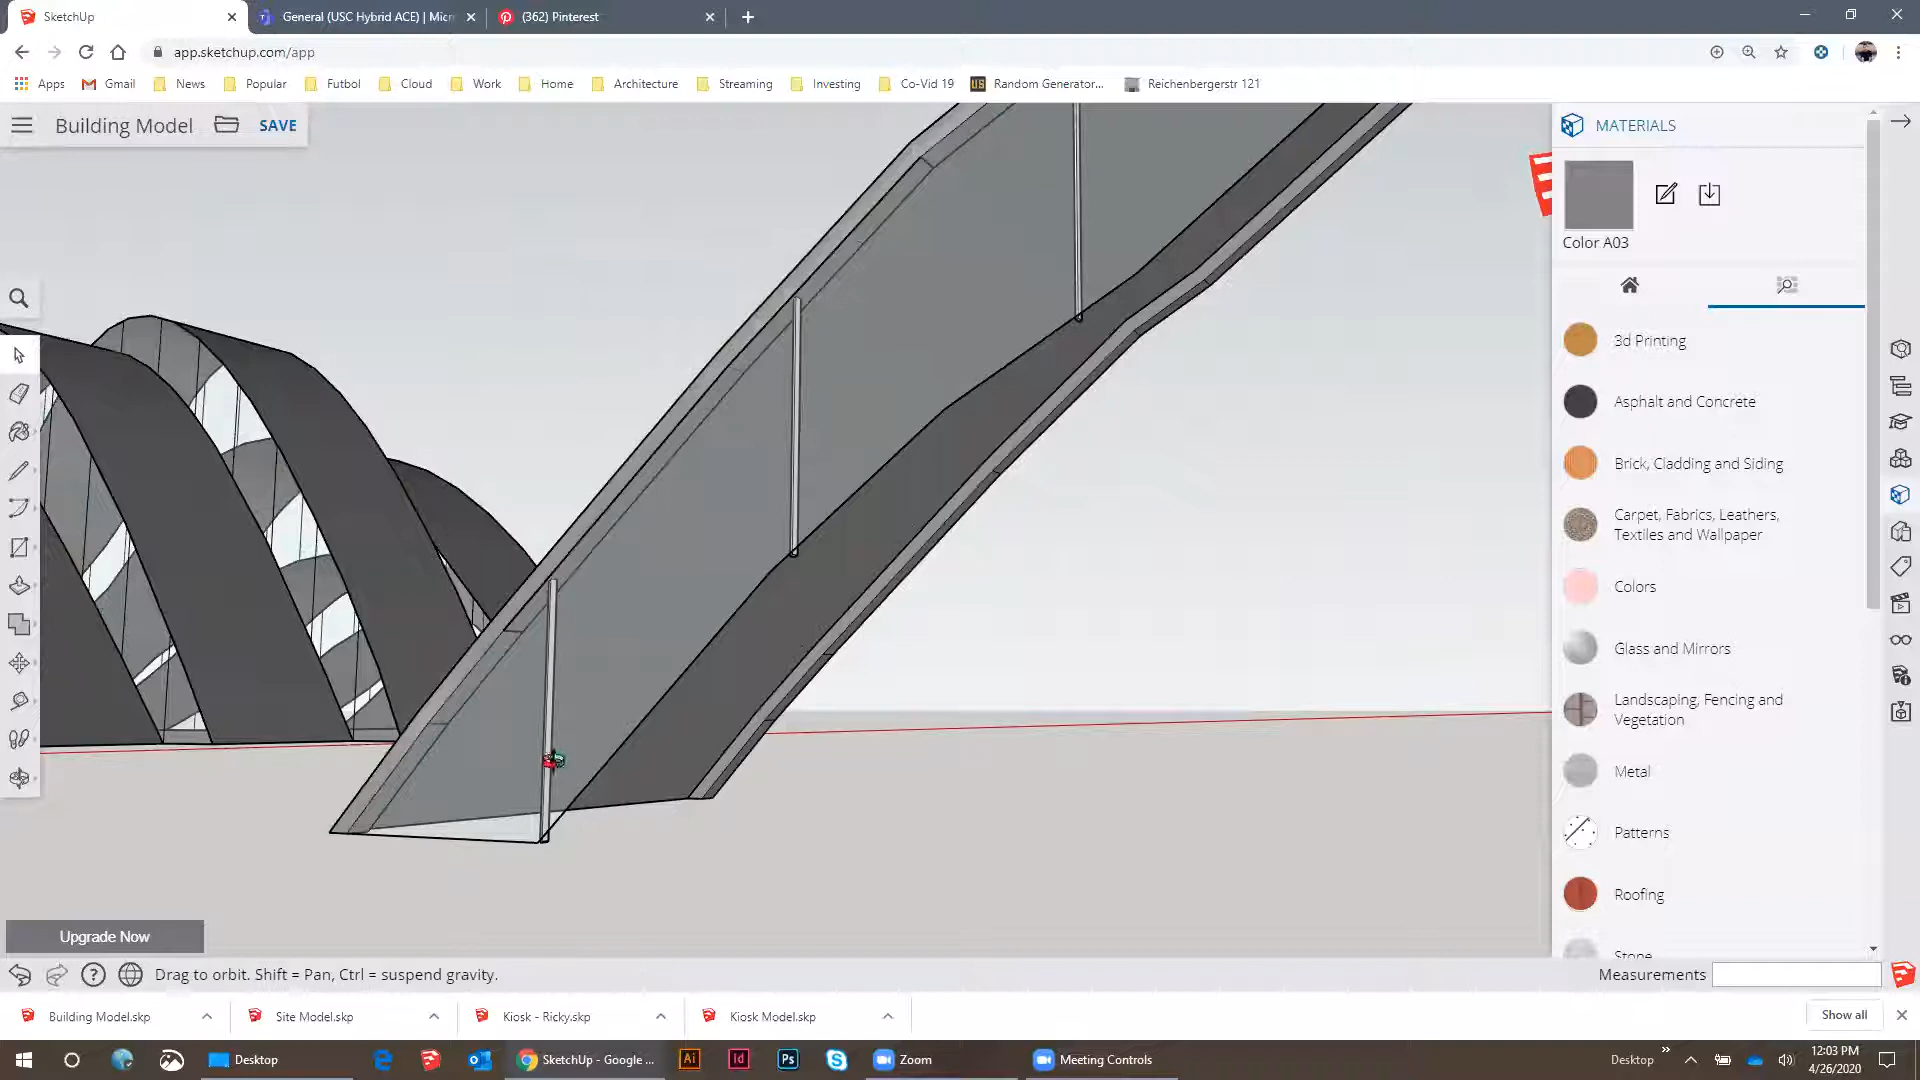 SketchUp
General (USC Hybrid ACE) | Micr
(362) Pinterest
app.sketchup.com/app
Apps
Gmail
News
Popular
Futbol
Cloud
Work
Home
Architecture
Streaming
Investing
Co-Vid 19
US
Random Generator...
Reichenbergerstr 121
Building Model
SAVE
MATERIALS
Color A03
3d Printing
Asphalt and Concrete
Brick, Cladding and Siding
Carpet, Fabrics, Leathers,
Textiles and Wallpaper
Colors
Glass and Mirrors
Landscaping, Fencing and
Vegetation
Metal
Patterns
Roofing
Stone
Upgrade Now
Drag to orbit. Shift = Pan, Ctrl = suspend gravity.
Measurements
Building Model.skp
Site Model.skp
Kiosk - Ricky.skp
Kiosk Model.skp
Show all
Desktop
SketchUp - Google ...
Ai
Id
Ps
Zoom
Meeting Controls
Desktop
12:03 PM
4/26/2020